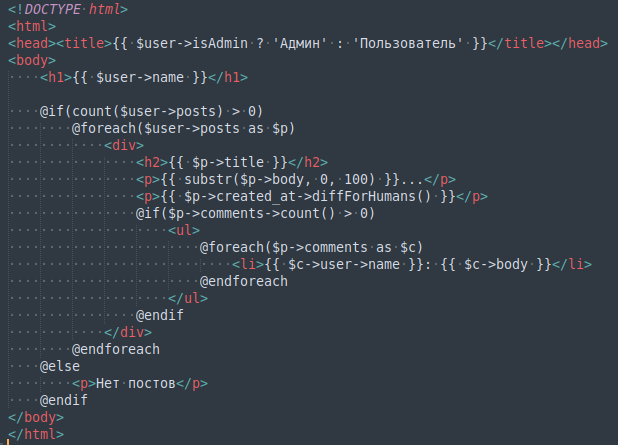 <!DOCTYPE html>
<html>
<head><title>{{ $user->isAdmin ? 'Админ' : 'Пользователь' }}</title></head>
<body>
    <h1>{{ $user->name }}</h1>

    @if(count($user->posts) > 0)
        @foreach($user->posts as $p)
            <div>
                <h2>{{ $p->title }}</h2>
                <p>{{ substr($p->body, 0, 100) }}...</p>
                <p>{{ $p->created_at->diffForHumans() }}</p>
                @if($p->comments->count() > 0)
                    <ul>
                        @foreach($p->comments as $c)
                            <li>{{ $c->user->name }}: {{ $c->body }}</li>
                        @endforeach
                    </ul>
                @endif
            </div>
        @endforeach
    @else
        <p>Нет постов</p>
    @endif
</body>
</html>